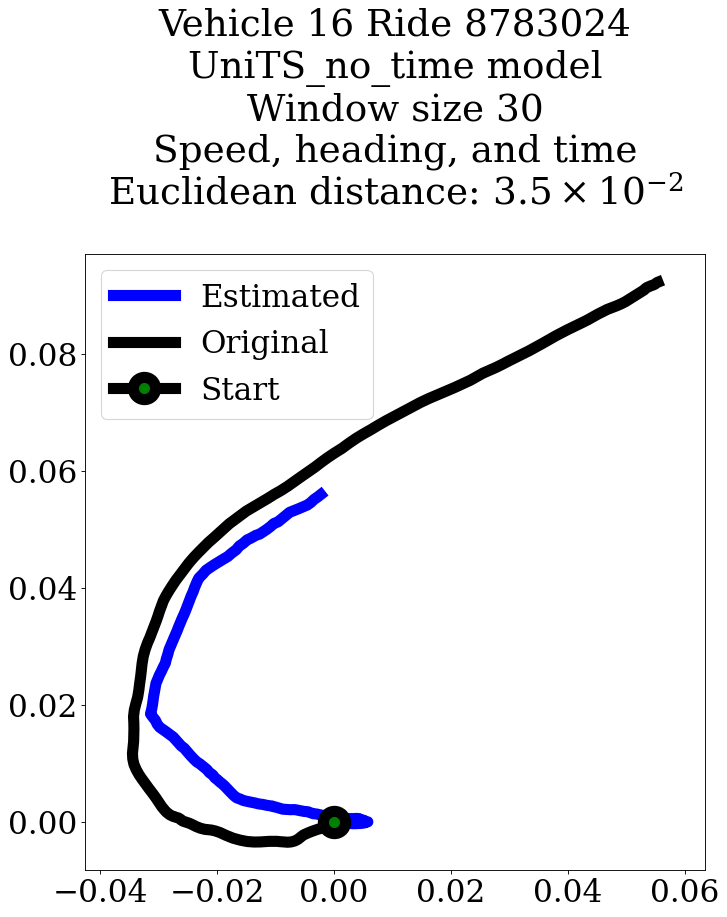 Vehicle 16 Ride 8783024
UniTS_no_time model
Window size 30
Speed, heading, and time
Euclidean distance: 3.5 × 10⁻²
Estimated
Original
Start
0.08
0.06
0.04
0.02
0.00
−0.04 −0.02 0.00 0.02 0.04 0.06